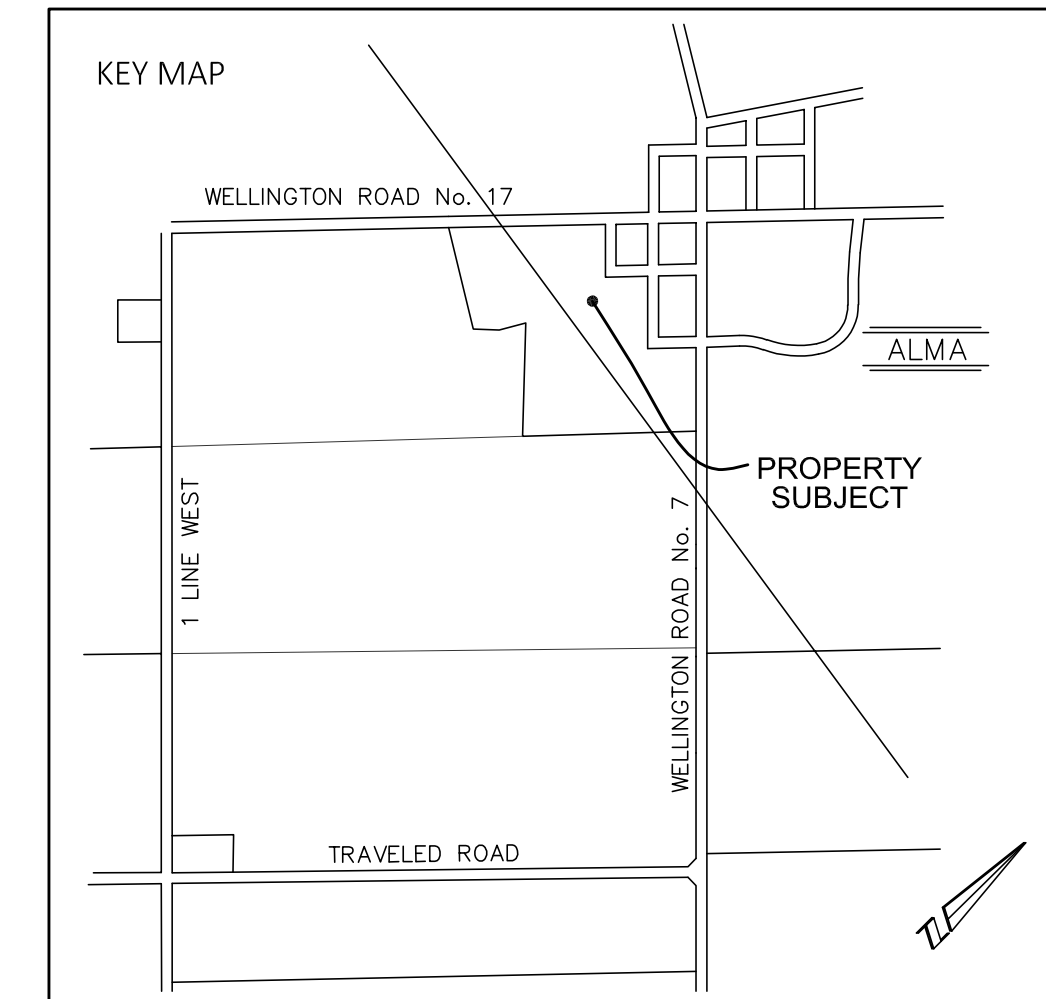 KEY MAP
WELLINGTON ROAD No. 17
ALMA
PROPERTY
SUBJECT
1 LINE WEST
WELLINGTON ROAD No. 7
TRAVELED ROAD
N